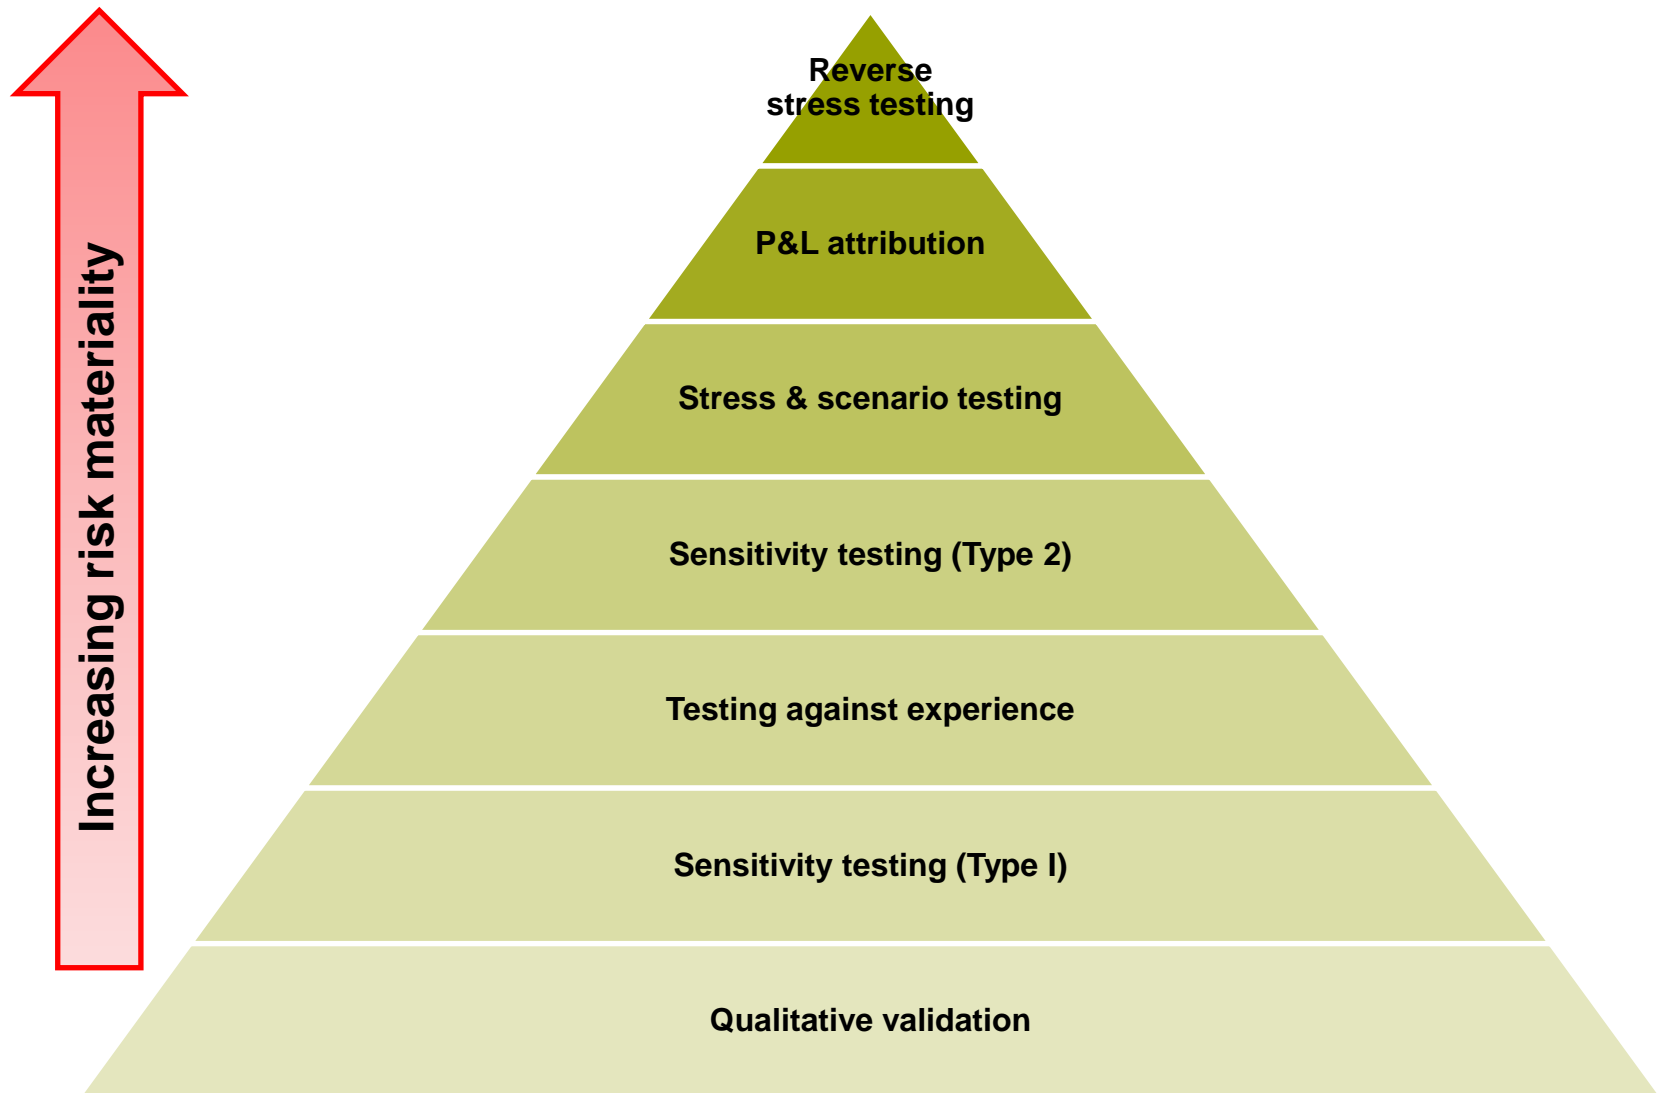 Increasing risk materiality
Reverse
stress testing
P&L attribution
Stress & scenario testing
Sensitivity testing (Type 2)
Testing against experience
Sensitivity testing (Type I)
Qualitative validation